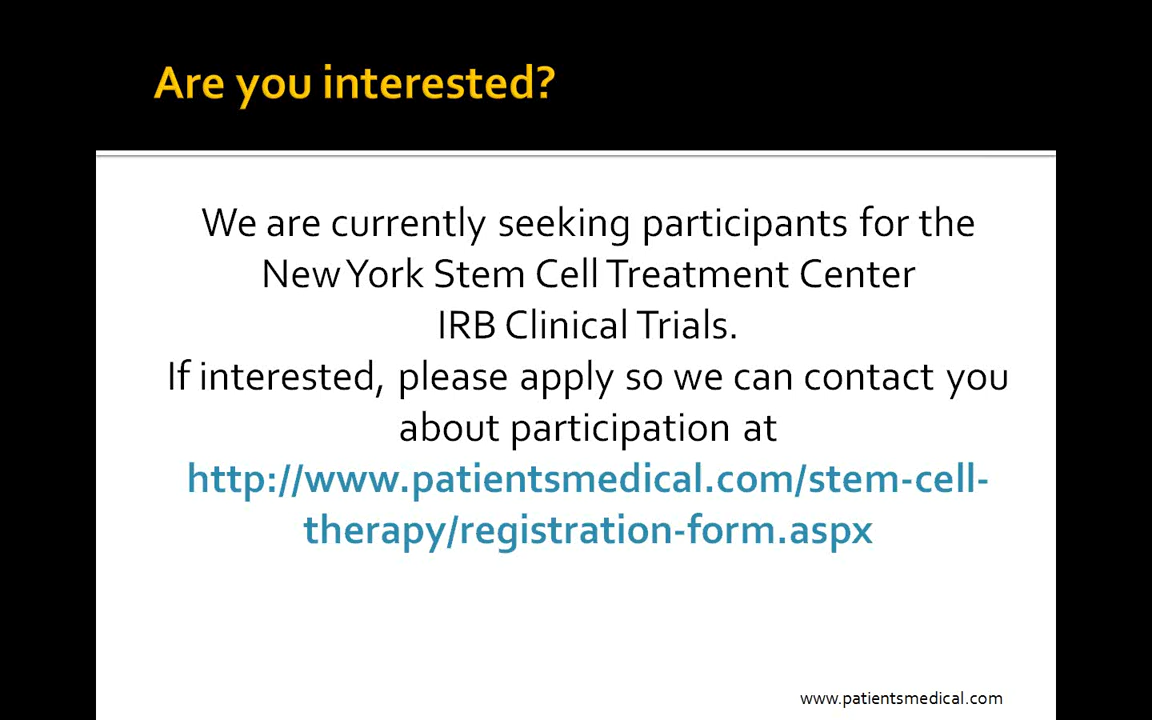 Are you interested?
We are currently seeking participants for the
New York Stem Cell Treatment Center
IRB Clinical Trials.
If interested, please apply so we can contact you
about participation at
http://www.patientsmedical.com/stem-cell-
therapy/registration-form.aspx
www.patientsmedical.com